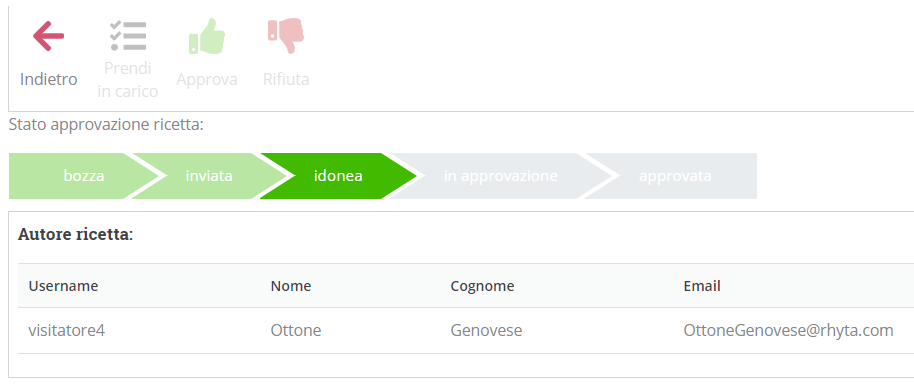 Indietro
Prendi
in carico
Approva
Rifiuta
Stato approvazione ricetta:
bozza
inviata
idonea
in approvazione
approvata
Autore ricetta:
Username Nome Cognome Email
visitatore4 Ottone Genovese OttoneGenovese@rhyta.com